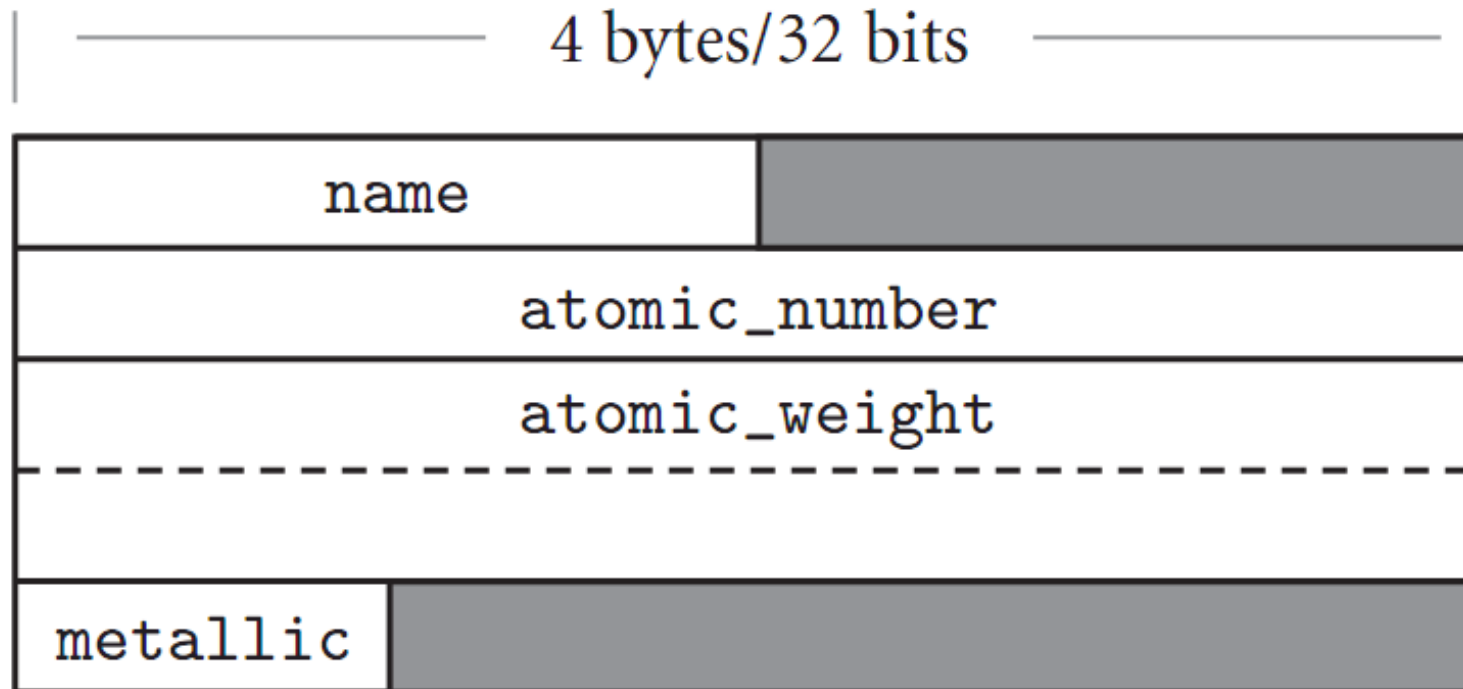 4 bytes/32 bits
name
atomic_number
atomic_weight
metallic